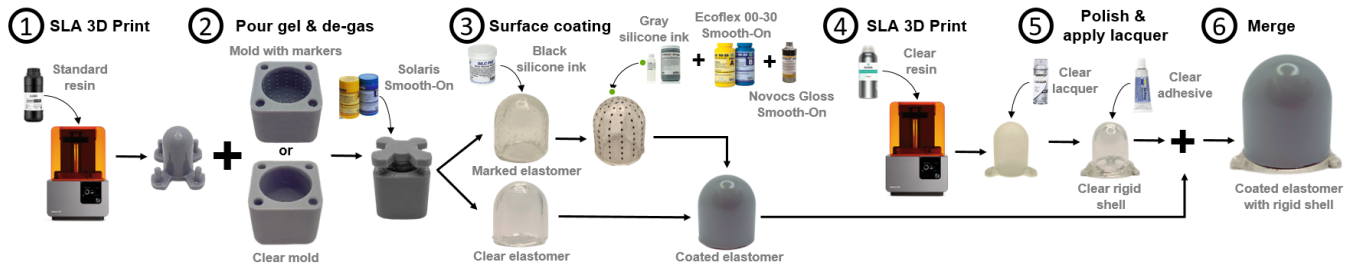 1 SLA 3D Print
Standard
resin
2 Pour gel & de-gas
Mold with markers
or
Clear mold
Solaris
Smooth-On
3 Surface coating
Black
silicone ink
Marked elastomer
Clear elastomer
Gray
silicone ink
+
Ecoflex 00-30
Smooth-On
+
Novocs Gloss
Smooth-On
Coated elastomer
4 SLA 3D Print
Clear resin
5 Polish &
apply lacquer
Clear
lacquer
Clear
adhesive
Clear rigid
shell
+
6 Merge
Coated elastomer
with rigid shell